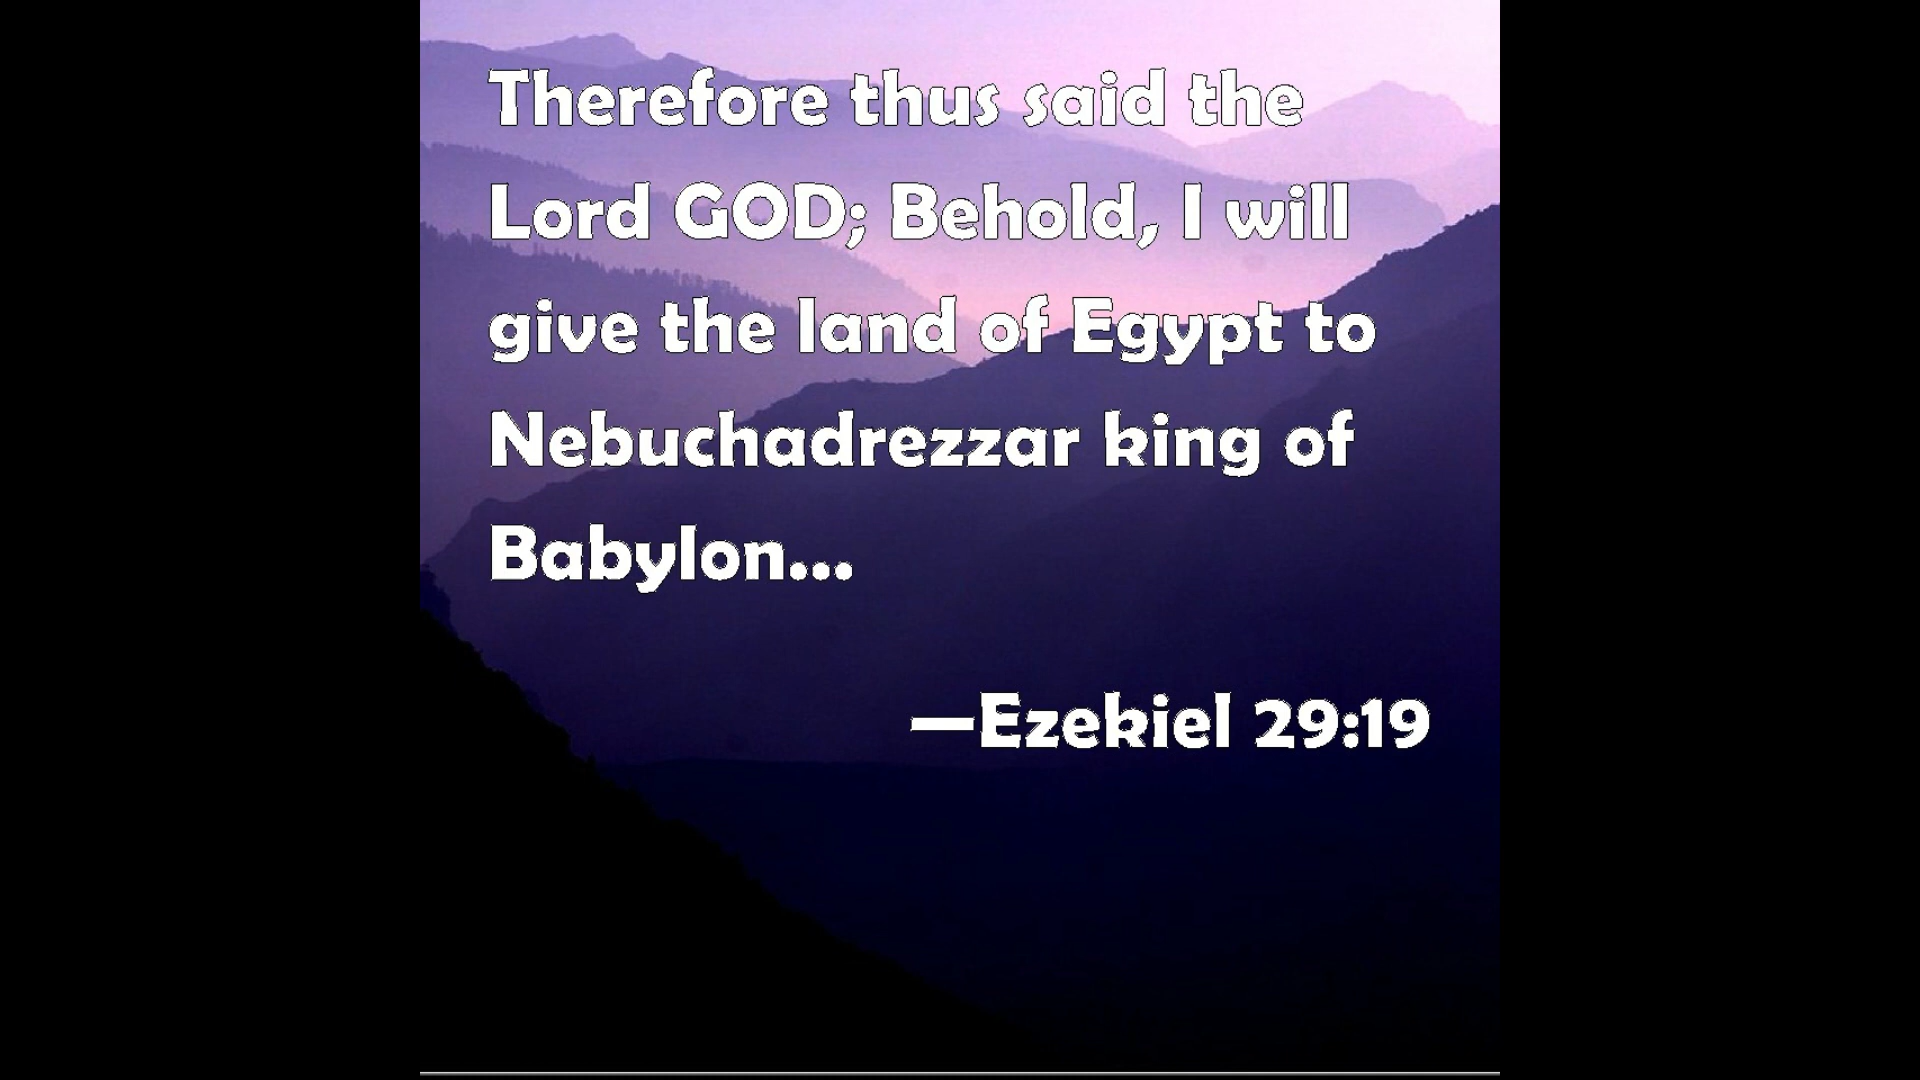 Therefore thus said the
Lord GOD; Behold, I will
give the land of Egypt to
Nebuchadrezzar king of
Babylon...
—Ezekiel 29:19